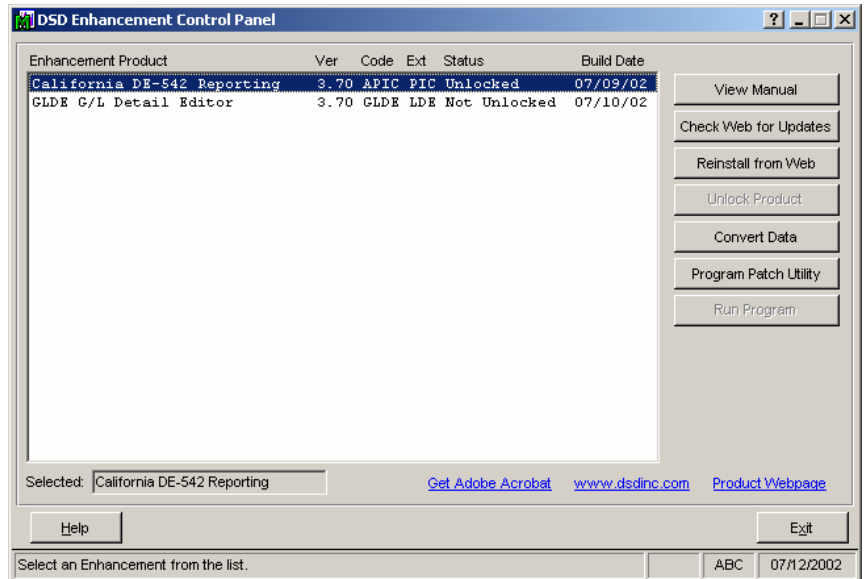 DSD Enhancement Control Panel
Enhancement Product Ver Code Ext Status Build Date
California DE-542 Reporting 3.70 APIC PIC Unlocked 07/09/02
GLDE G/L Detail Editor 3.70 GLDE LDE Not Unlocked 07/10/02
View Manual
Check Web for Updates
Reinstall from Web
Unlock Product
Convert Data
Program Patch Utility
Run Program
Selected: California DE-542 Reporting Get Adobe Acrobat www.dsdinc.com Product Webpage
Help Exit
Select an Enhancement from the list. ABC 07/12/2002